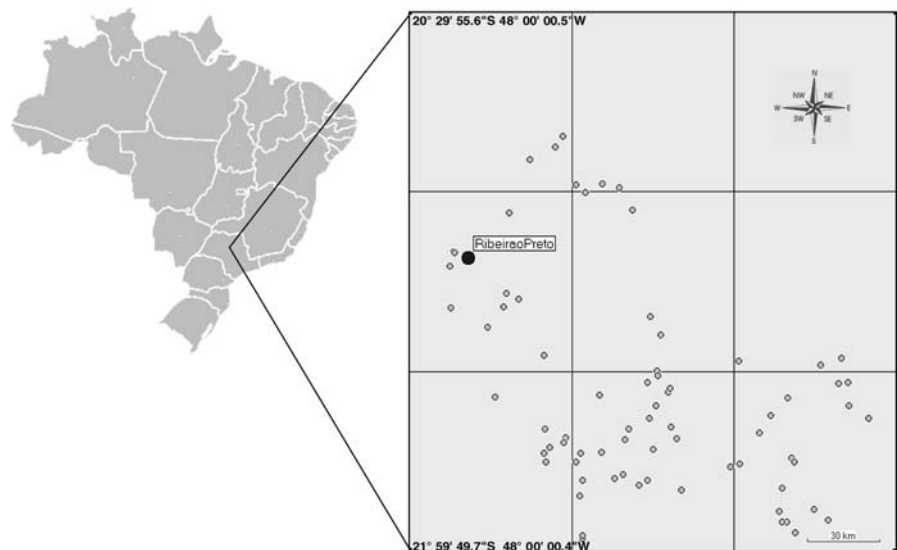 20° 29' 55.6"S 48° 00' 00.5"W
N
NW NE
W E
SW SE
S
RibeiraoPreto
21° 59' 49.7"S 48° 00' 00.4"W
30 km